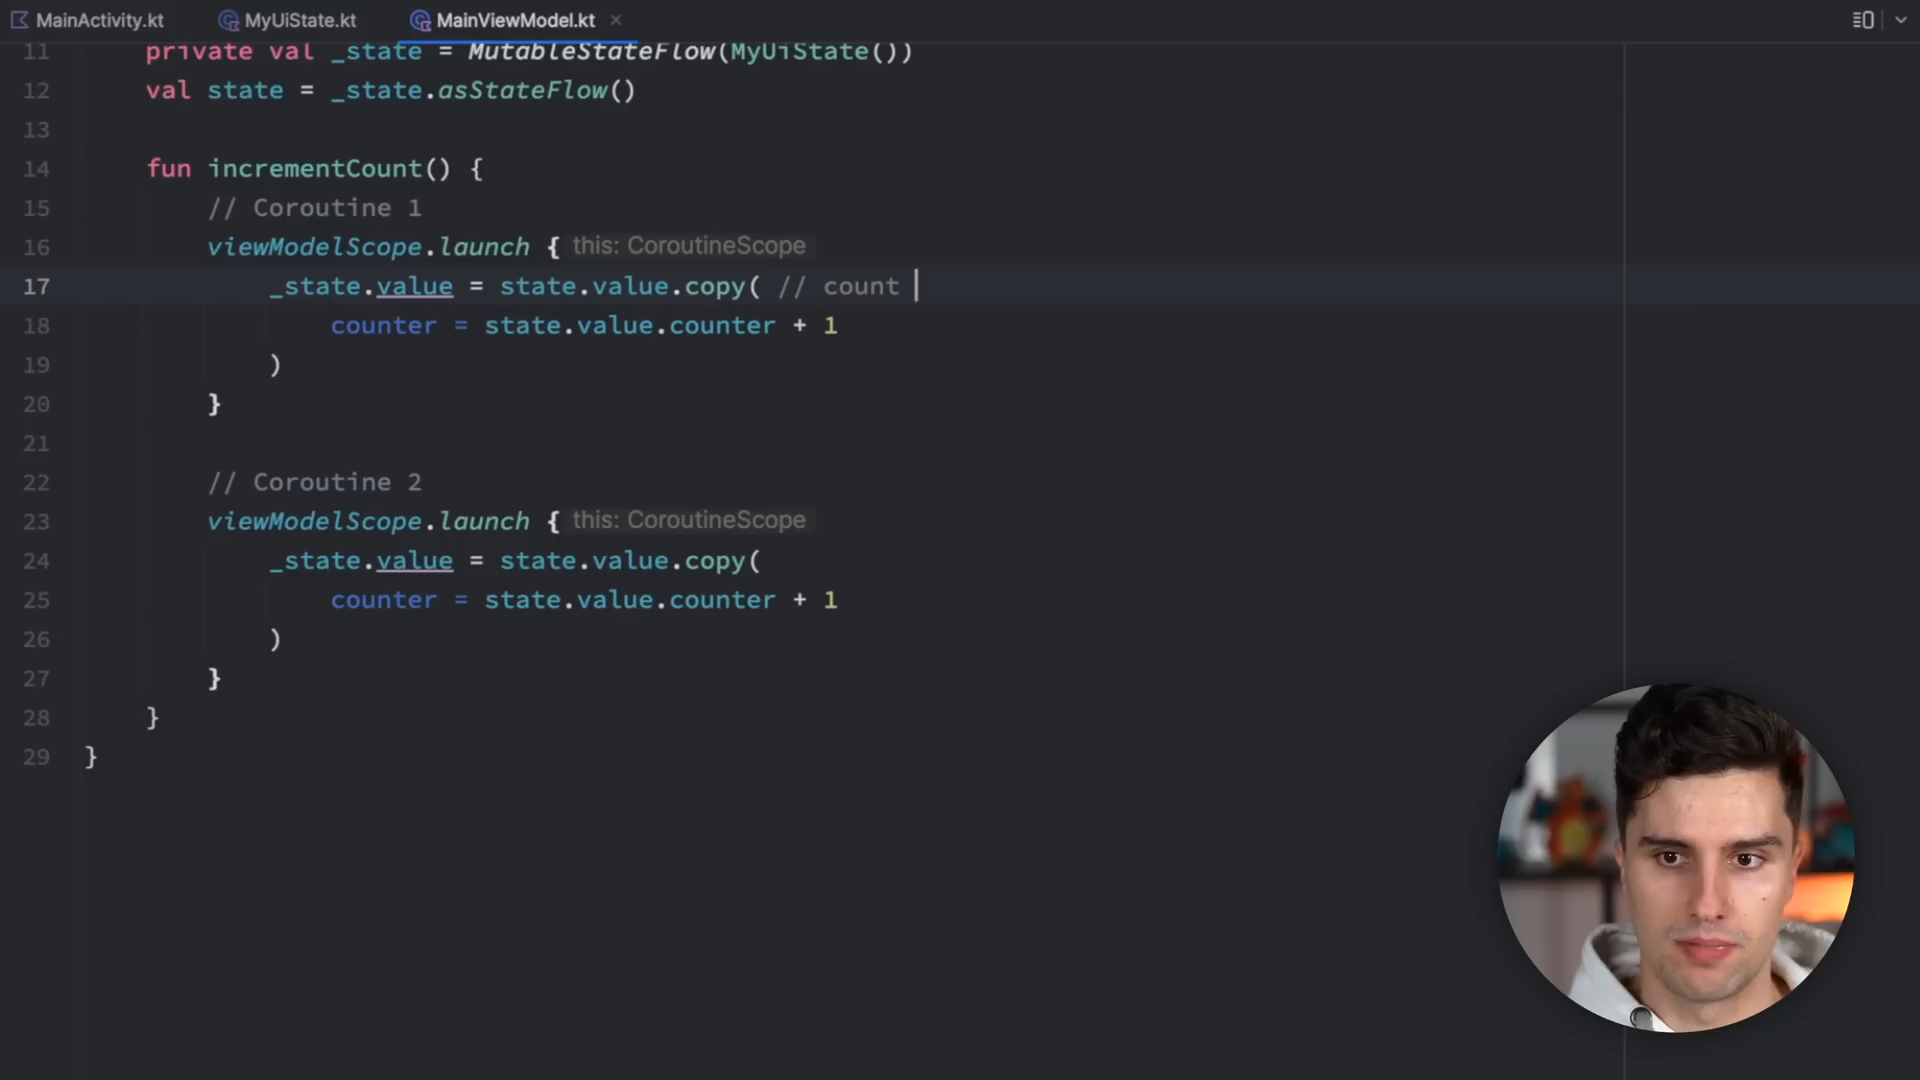 MainActivity.kt MyUiState.kt MainViewModel.kt
11 private val _state = MutableStateFlow(MyUiState())
12 val state = _state.asStateFlow()
13
14 fun incrementCount() {
15 // Coroutine 1
16 viewModelScope.launch { this: CoroutineScope
17 _state.value = state.value.copy( // count
18 counter = state.value.counter + 1
19 )
20 }
21
22 // Coroutine 2
23 viewModelScope.launch { this: CoroutineScope
24 _state.value = state.value.copy(
25 counter = state.value.counter + 1
26 )
27 }
28 }
29 }